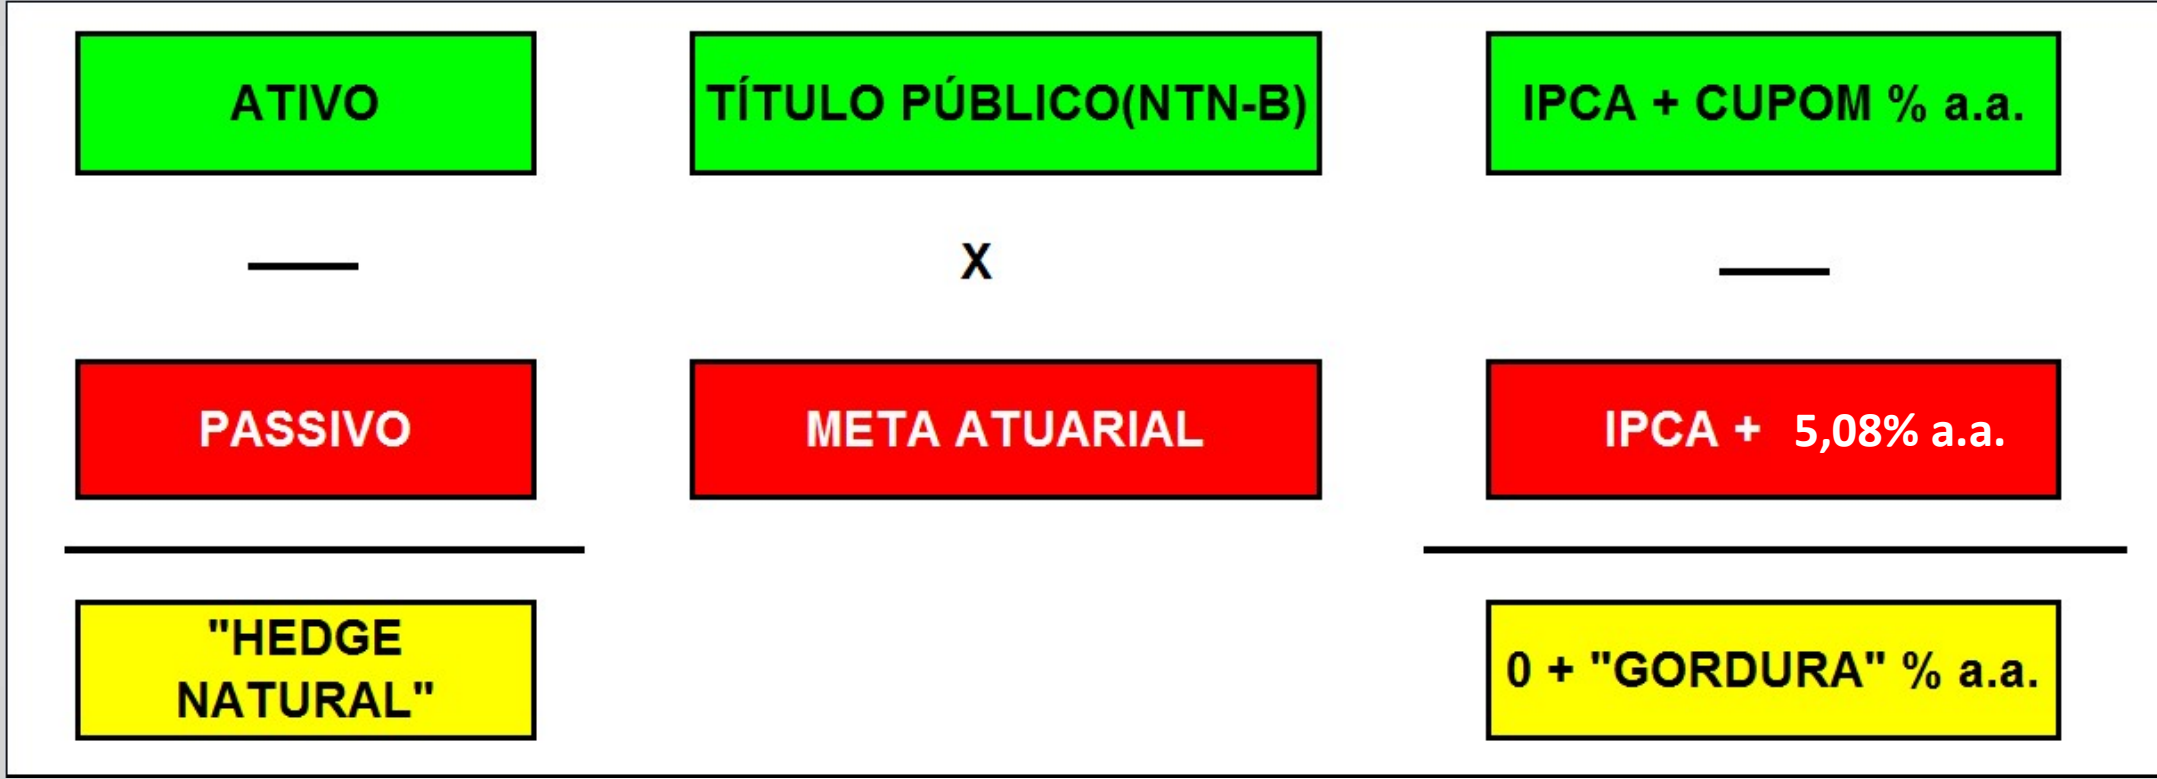 ATIVO
TÍTULO PÚBLICO(NTN-B)
IPCA + CUPOM % a.a.
X
PASSIVO
META ATUARIAL
IPCA + 5,08% a.a.
"HEDGE
NATURAL"
0 + "GORDURA" % a.a.